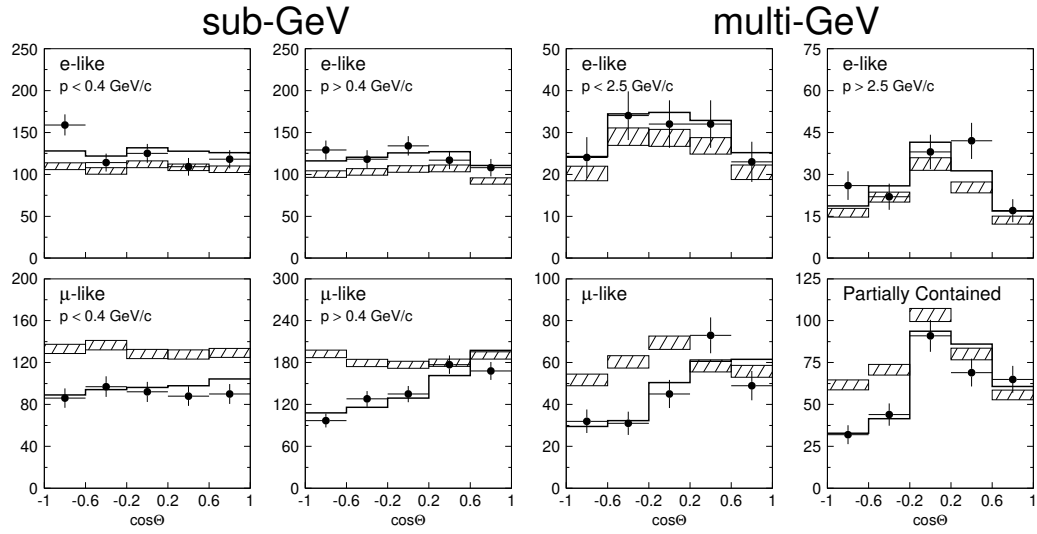 sub-GeV
multi-GeV
250
200
150
100
50
0
e-like
p < 0.4 GeV/c
250
200
150
100
50
0
e-like
p > 0.4 GeV/c
50
40
30
20
10
0
e-like
p < 2.5 GeV/c
75
60
45
30
15
0
e-like
p > 2.5 GeV/c
200
160
120
80
40
0
μ-like
p < 0.4 GeV/c
-1 -0.6 -0.2 0.2 0.6 1
cosΘ
300
240
180
120
60
0
μ-like
p > 0.4 GeV/c
-1 -0.6 -0.2 0.2 0.6 1
cosΘ
100
80
60
40
20
0
μ-like
-1 -0.6 -0.2 0.2 0.6 1
cosΘ
125
100
75
50
25
0
Partially Contained
-1 -0.6 -0.2 0.2 0.6 1
cosΘ